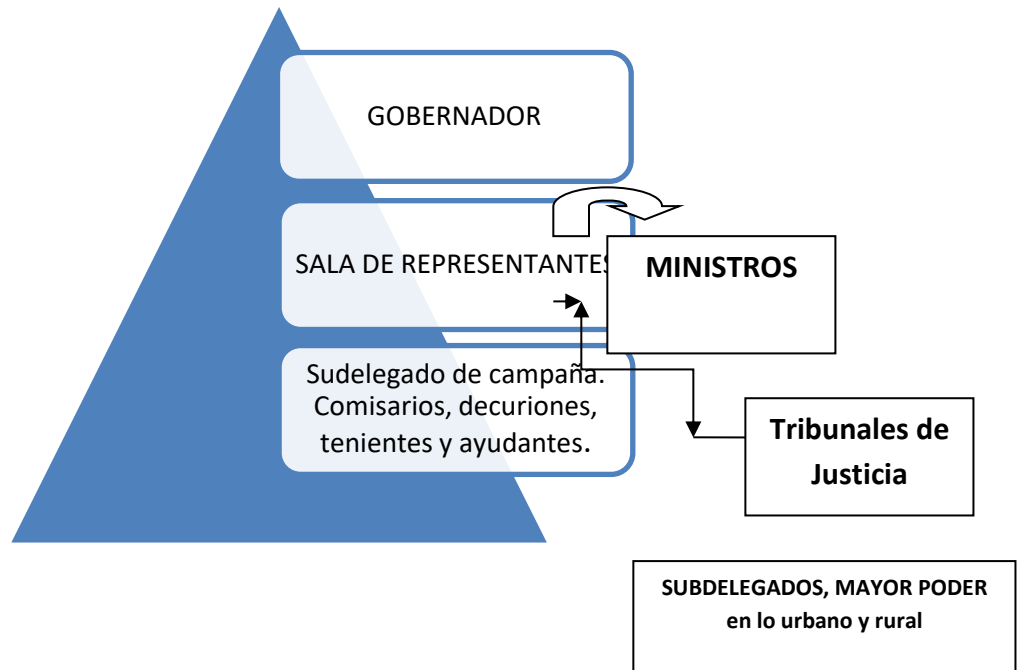 GOBERNADOR
SALA DE REPRESENTANTES
MINISTROS
Sudelegado de campaña.
Comisarios, decuriones,
tenientes y ayudantes.
Tribunales de
Justicia
SUBDELEGADOS, MAYOR PODER
en lo urbano y rural